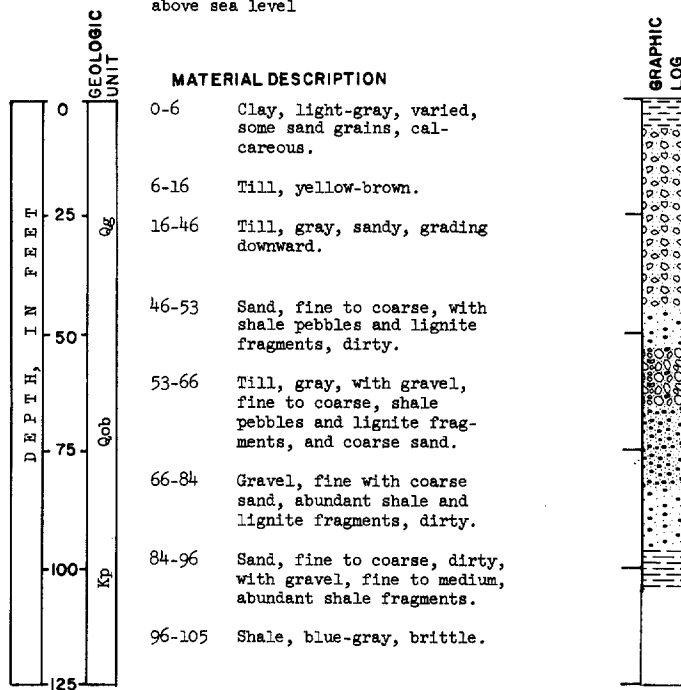 above sea level
GEOLOGIC
UNIT
MATERIAL DESCRIPTION
GRAPHIC
LOG
DEPTH, IN FEET
0
25
50
75
100
125
Qg
Qob
Kp
0-6 Clay, light-gray, varied,
some sand grains, cal-
careous.
6-16 Till, yellow-brown.
16-46 Till, gray, sandy, grading
downward.
46-53 Sand, fine to coarse, with
shale pebbles and lignite
fragments, dirty.
53-66 Till, gray, with gravel,
fine to coarse, shale
pebbles and lignite frag-
ments, and coarse sand.
66-84 Gravel, fine with coarse
sand, abundant shale and
lignite fragments, dirty.
84-96 Sand, fine to coarse, dirty,
with gravel, fine to medium,
abundant shale fragments.
96-105 Shale, blue-gray, brittle.